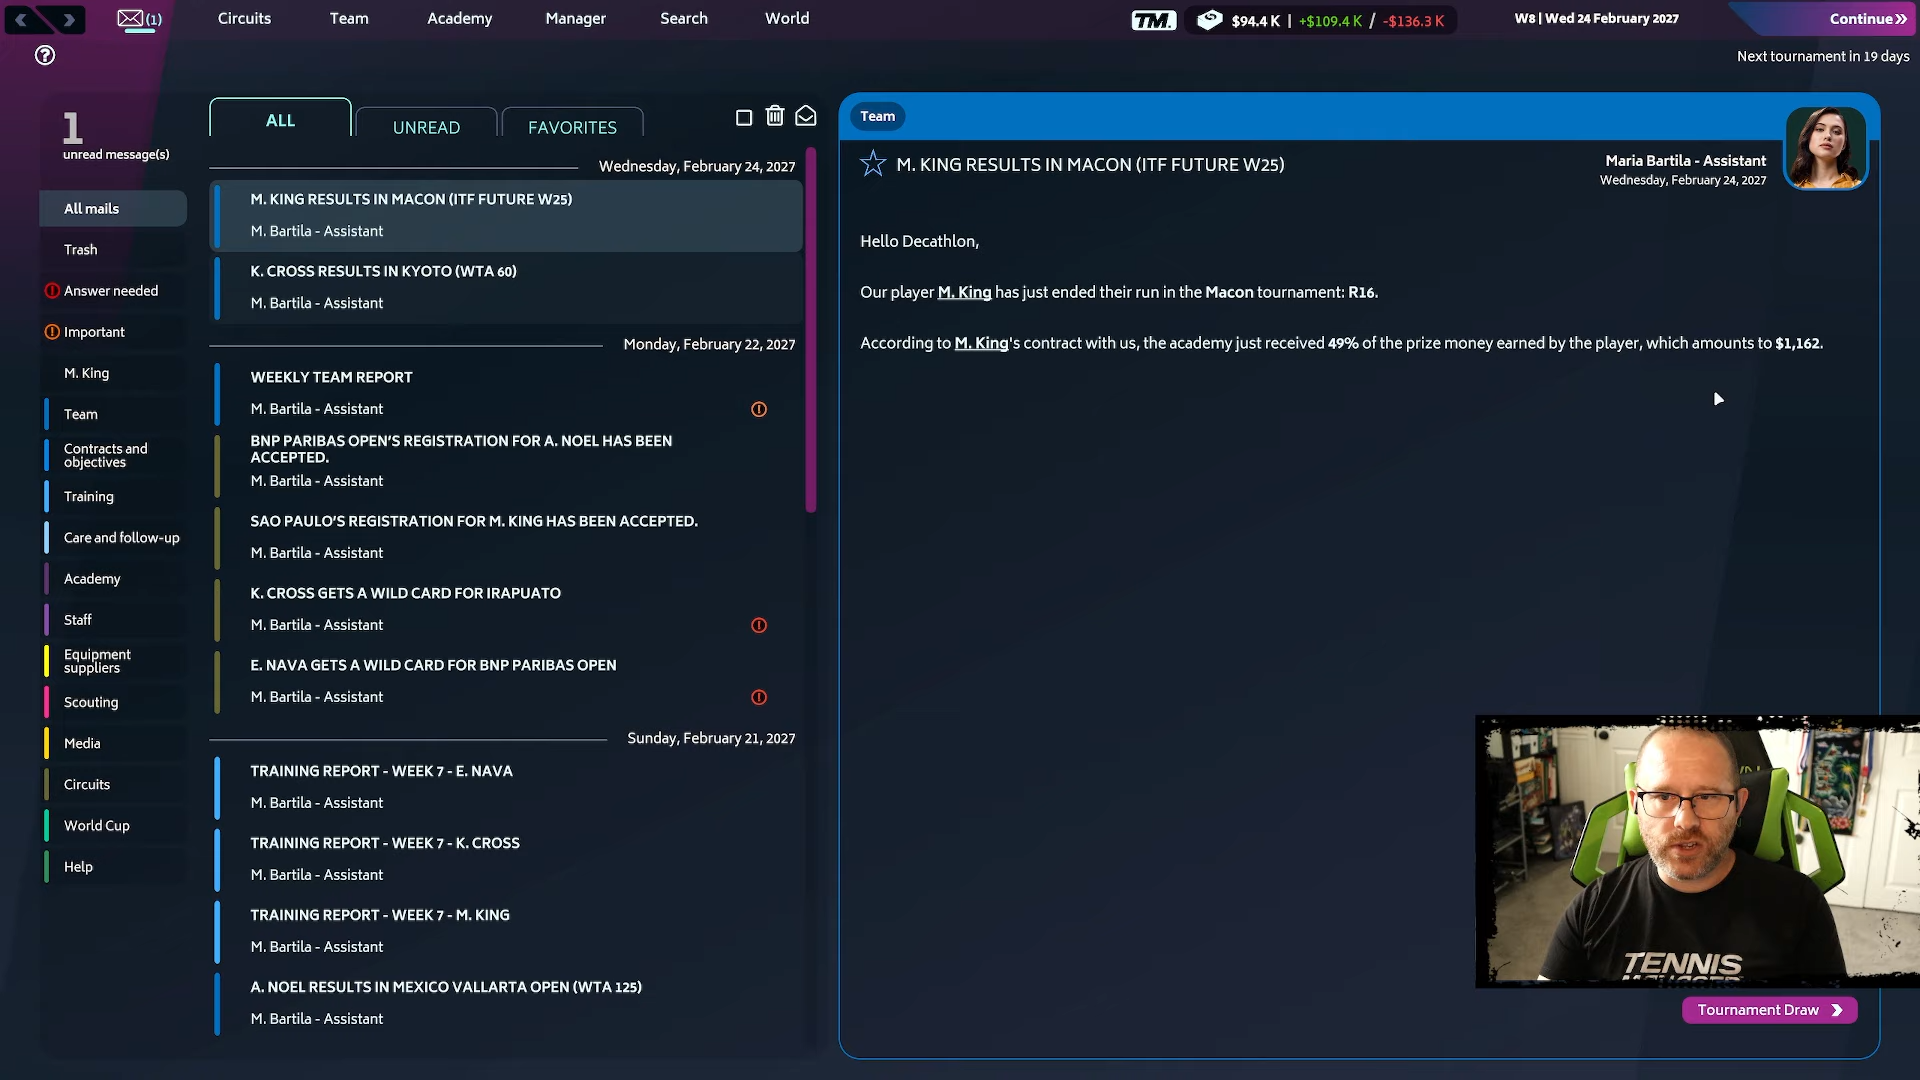 (1)
Circuits
Team
Academy
Manager
Search
World
TM.
$94.4 K | +$109.4 K / -$136.3 K
W8 | Wed 24 February 2027
Continue
Next tournament in 19 days
1
unread message(s)
All mails
Trash
Answer needed
Important
M. King
Team
Contracts and
objectives
Training
Care and follow-up
Academy
Staff
Equipment
suppliers
Scouting
Media
Circuits
World Cup
Help
ALL
UNREAD
FAVORITES
Wednesday, February 24, 2027
M. KING RESULTS IN MACON (ITF FUTURE W25)
M. Bartila - Assistant
K. CROSS RESULTS IN KYOTO (WTA 60)
M. Bartila - Assistant
Monday, February 22, 2027
WEEKLY TEAM REPORT
M. Bartila - Assistant
BNP PARIBAS OPEN'S REGISTRATION FOR A. NOEL HAS BEEN
ACCEPTED.
M. Bartila - Assistant
SAO PAULO'S REGISTRATION FOR M. KING HAS BEEN ACCEPTED.
M. Bartila - Assistant
K. CROSS GETS A WILD CARD FOR IRAPUATO
M. Bartila - Assistant
E. NAVA GETS A WILD CARD FOR BNP PARIBAS OPEN
M. Bartila - Assistant
Sunday, February 21, 2027
TRAINING REPORT - WEEK 7 - E. NAVA
M. Bartila - Assistant
TRAINING REPORT - WEEK 7 - K. CROSS
M. Bartila - Assistant
TRAINING REPORT - WEEK 7 - M. KING
M. Bartila - Assistant
A. NOEL RESULTS IN MEXICO VALLARTA OPEN (WTA 125)
M. Bartila - Assistant
Team
M. KING RESULTS IN MACON (ITF FUTURE W25)
Maria Bartila - Assistant
Wednesday, February 24, 2027
Hello Decathlon,
Our player M. King has just ended their run in the Macon tournament: R16.
According to M. King's contract with us, the academy just received 49% of the prize money earned by the player, which amounts to $1,162.
TENNIS
MANAGER
Tournament Draw